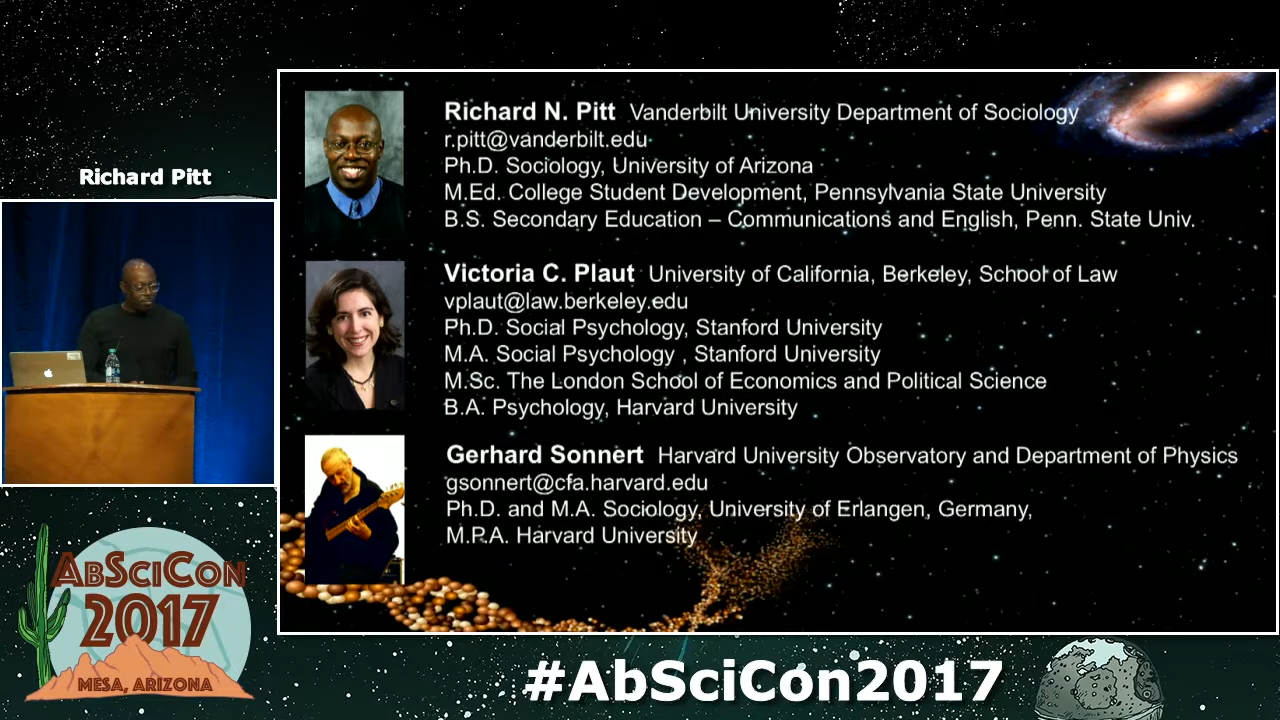 Richard Pitt
Richard N. Pitt Vanderbilt University Department of Sociology
r.pitt@vanderbilt.edu
Ph.D. Sociology, University of Arizona
M.Ed. College Student Development, Pennsylvania State University
B.S. Secondary Education – Communications and English, Penn. State Univ.
Victoria C. Plaut University of California, Berkeley, School of Law
vplaut@law.berkeley.edu
Ph.D. Social Psychology, Stanford University
M.A. Social Psychology , Stanford University
M.Sc. The London School of Economics and Political Science
B.A. Psychology, Harvard University
Gerhard Sonnert Harvard University Observatory and Department of Physics
gsonnert@cfa.harvard.edu
Ph.D. and M.A. Sociology, University of Erlangen, Germany,
M.P.A. Harvard University
ABSCICON
2017
MESA, ARIZONA
#AbSciCon2017